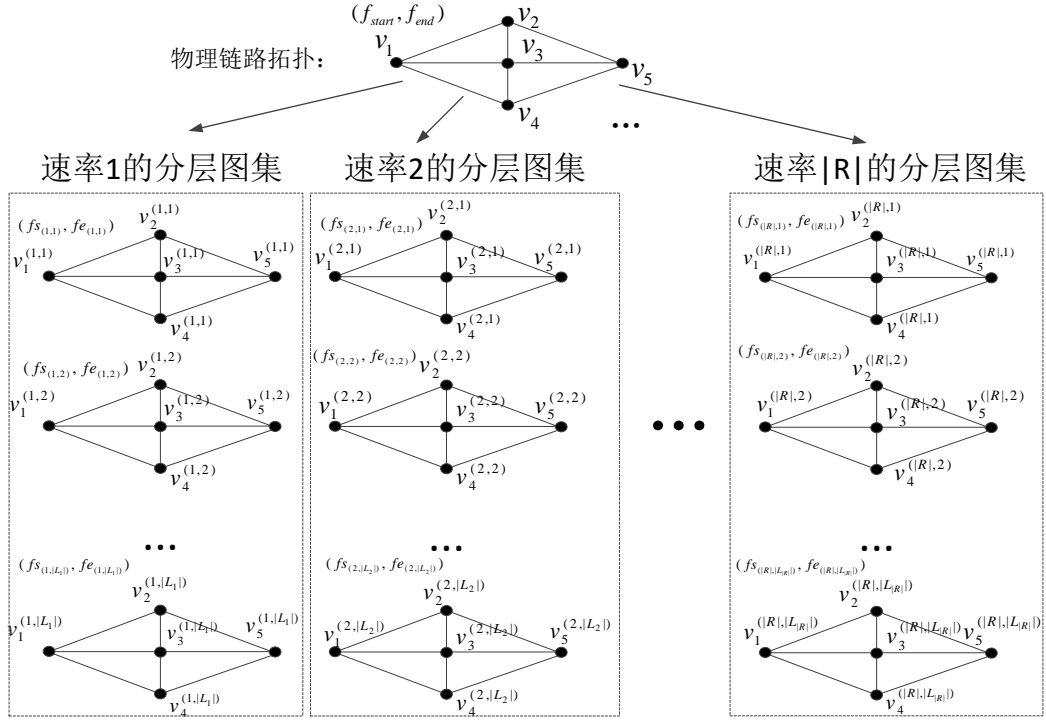 (f_{start}, f_{end})
v_2
v_1
v_3
物理链路拓扑：
v_5
v_4
...
速率1的分层图集 速率2的分层图集 速率|R|的分层图集
(fs_{(1,1)}, fe_{(1,1)}) v_2^{(1,1)}
v_1^{(1,1)} v_3^{(1,1)} v_5^{(1,1)}
v_4^{(1,1)}
(fs_{(1,2)}, fe_{(1,2)}) v_2^{(1,2)}
v_1^{(1,2)} v_3^{(1,2)} v_5^{(1,2)}
v_4^{(1,2)}
...
(fs_{(1,|L_1|)}, fe_{(1,|L_1|)})
v_2^{(1,|L_1|)}
v_1^{(1,|L_1|)} v_3^{(1,|L_1|)} v_5^{(1,|L_1|)}
v_4^{(1,|L_1|)}
(fs_{(2,1)}, fe_{(2,1)}) v_2^{(2,1)}
v_1^{(2,1)} v_3^{(2,1)} v_5^{(2,1)}
v_4^{(2,1)}
(fs_{(2,2)}, fe_{(2,2)}) v_2^{(2,2)}
v_1^{(2,2)} v_3^{(2,2)} v_5^{(2,2)}
v_4^{(2,2)}
...
(fs_{(2,|L_2|)}, fe_{(2,|L_2|)})
v_2^{(2,|L_2|)}
v_1^{(2,|L_2|)} v_3^{(2,|L_2|)} v_5^{(2,|L_2|)}
v_4^{(2,|L_2|)}
...
(fs_{(|R|,1)}, fe_{(|R|,1)}) v_2^{(|R|,1)}
v_1^{(|R|,1)} v_3^{(|R|,1)} v_5^{(|R|,1)}
v_4^{(|R|,1)}
(fs_{(|R|,2)}, fe_{(|R|,2)}) v_2^{(|R|,2)}
v_1^{(|R|,2)} v_3^{(|R|,2)} v_5^{(|R|,2)}
v_4^{(|R|,2)}
...
(fs_{(|R|,|L_{|R|}|)}, fe_{(|R|,|L_{|R|}|)})
v_2^{(|R|,|L_{|R|}|)}
v_1^{(|R|,|L_{|R|}|)} v_3^{(|R|,|L_{|R|}|)} v_5^{(|R|,|L_{|R|}|)}
v_4^{(|R|,|L_{|R|}|)}